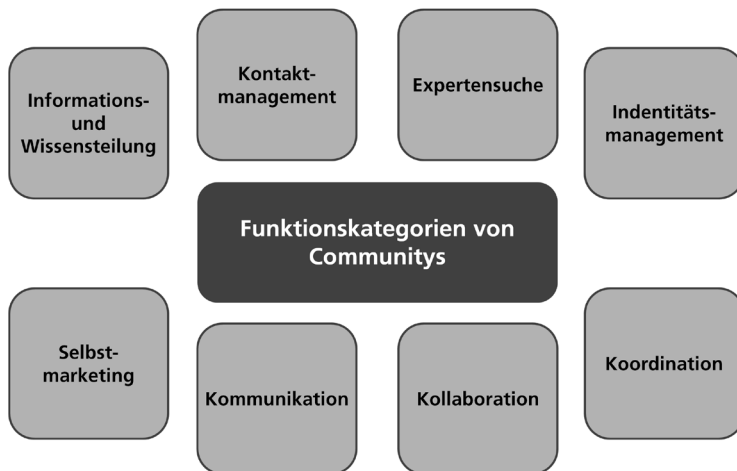 Informations-
und
Wissensteilung
Kontakt-
management
Expertensuche
Indentitäts-
management
Funktionskategorien von
Communitys
Selbst-
marketing
Kommunikation
Kollaboration
Koordination